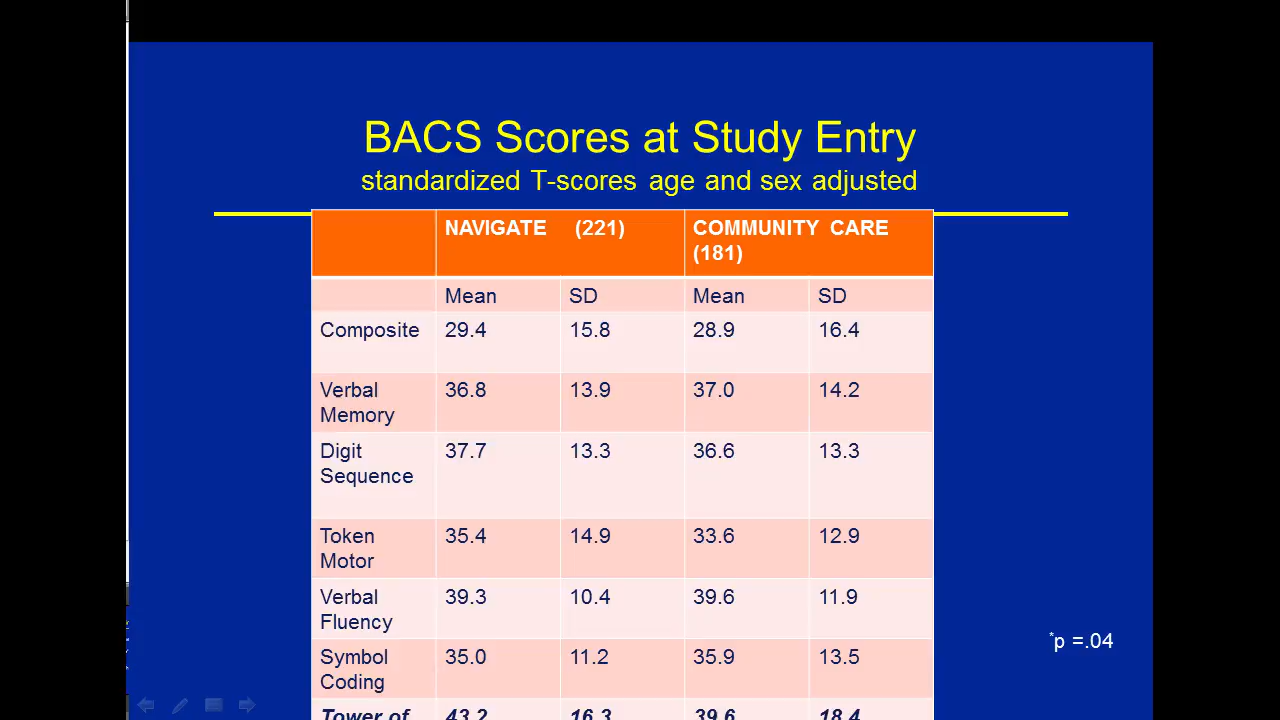 BACS Scores at Study Entry
standardized T-scores age and sex adjusted
NAVIGATE (221) COMMUNITY CARE
(181)
Mean SD Mean SD
Composite 29.4 15.8 28.9 16.4
Verbal 36.8 13.9 37.0 14.2
Memory
Digit 37.7 13.3 36.6 13.3
Sequence
Token 35.4 14.9 33.6 12.9
Motor
Verbal 39.3 10.4 39.6 11.9
Fluency
*p =.04
Symbol 35.0 11.2 35.9 13.5
Coding
Tower of 43.2 16.3 39.6 18.4